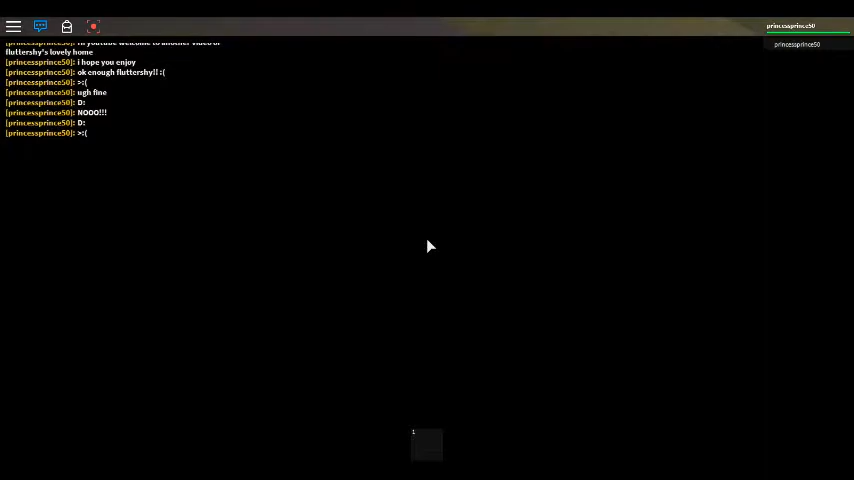 princessprince50
princessprince50
[princessprince50]: hi youtube welcome to another video of
fluttershy's lovely home
[princessprince50]: i hope you enjoy
[princessprince50]: ok enough fluttershy!! :(
[princessprince50]: >:(
[princessprince50]: ugh fine
[princessprince50]: D:
[princessprince50]: NOOO!!!
[princessprince50]: D:
[princessprince50]: >:(
1